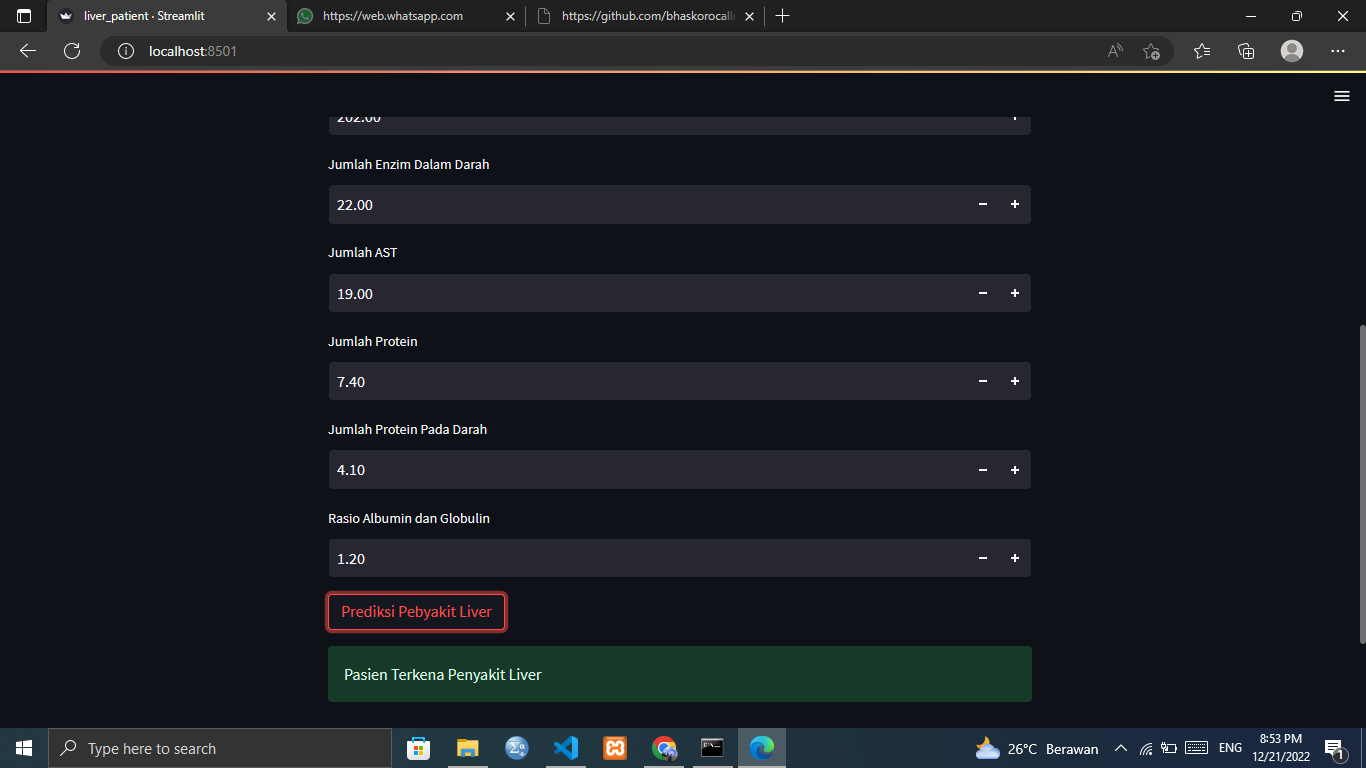 liver_patient · Streamlit
https://web.whatsapp.com
https://github.com/bhaskorocall
localhost:8501
202.00
Jumlah Enzim Dalam Darah
22.00
Jumlah AST
19.00
Jumlah Protein
7.40
Jumlah Protein Pada Darah
4.10
Rasio Albumin dan Globulin
1.20
Prediksi Pebyakit Liver
Pasien Terkena Penyakit Liver
Type here to search
26°C Berawan
ENG
8:53 PM
12/21/2022
1